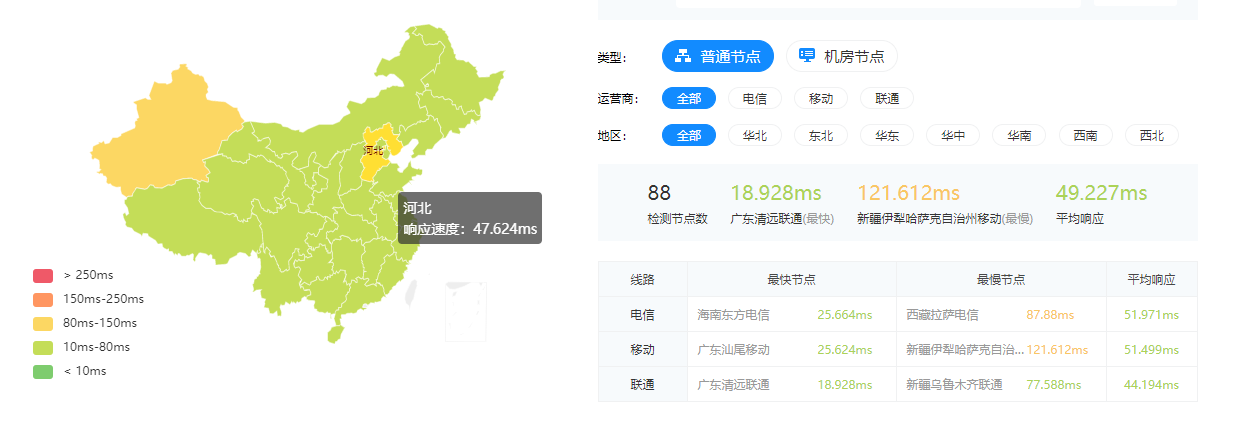 河北
河北
响应速度：47.624ms
> 250ms
150ms-250ms
80ms-150ms
10ms-80ms
< 10ms
类型： 普通节点 机房节点
运营商： 全部 电信 移动 联通
地区： 全部 华北 东北 华东 华中 华南 西南 西北
88 18.928ms 121.612ms 49.227ms
检测节点数 广东清远联通(最快) 新疆伊犁哈萨克自治州移动(最慢) 平均响应
线路 最快节点 最慢节点 平均响应
电信 海南东方电信 25.664ms 西藏拉萨电信 87.88ms 51.971ms
移动 广东汕尾移动 25.624ms 新疆伊犁哈萨克自治... 121.612ms 51.499ms
联通 广东清远联通 18.928ms 新疆乌鲁木齐联通 77.588ms 44.194ms